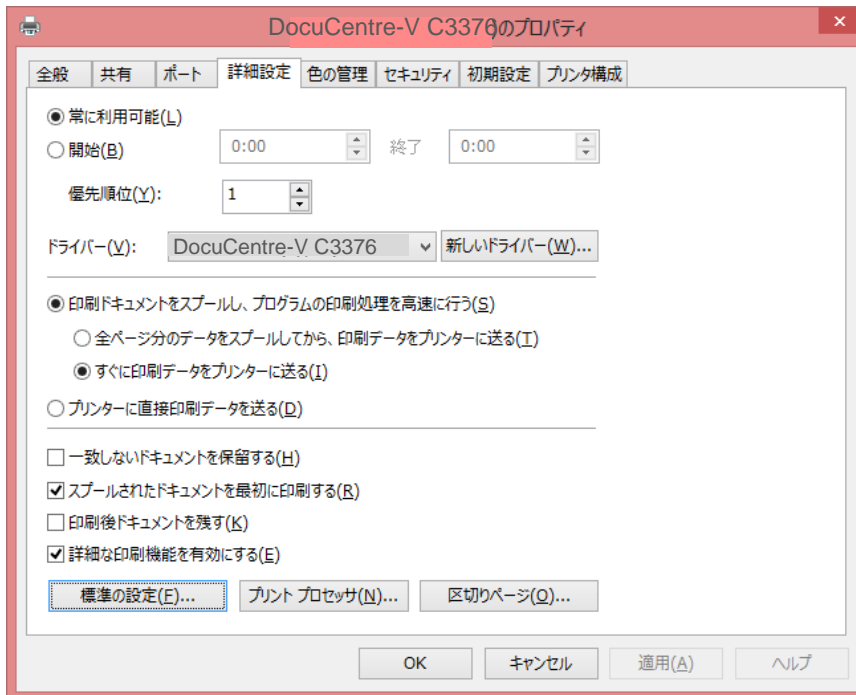 DocuCentre-V C3376のプロパティ
×
全般 共有 ポート 詳細設定 色の管理 セキュリティ 初期設定 プリンタ構成
常に利用可能(L)
開始(B) 0:00 終了 0:00
優先順位(Y): 1
ドライバー(V): DocuCentre-V C3376 新しいドライバー(W)...
印刷ドキュメントをスプールし、プログラムの印刷処理を高速に行う(S)
全ページ分のデータをスプールしてから、印刷データをプリンターに送る(T)
すぐに印刷データをプリンターに送る(I)
プリンターに直接印刷データを送る(D)
一致しないドキュメントを保留する(H)
スプールされたドキュメントを最初に印刷する(R)
印刷後ドキュメントを残す(K)
詳細な印刷機能を有効にする(E)
標準の設定(F)... プリント プロセッサ(N)... 区切りページ(O)...
OK キャンセル 適用(A) ヘルプ